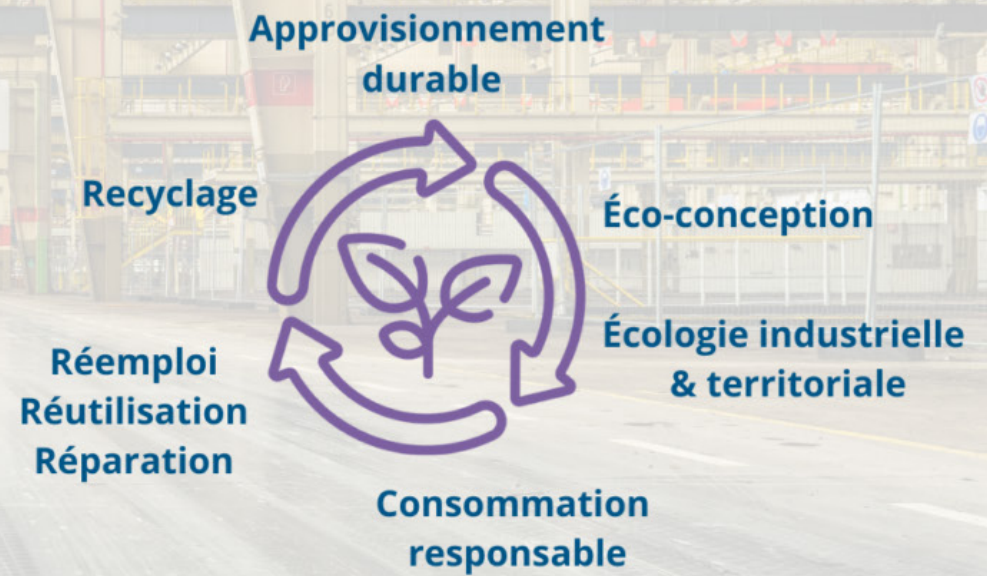 Approvisionnement
durable
Recyclage
Éco-conception
Écologie industrielle
& territoriale
Réemploi
Réutilisation
Réparation
Consommation
responsable